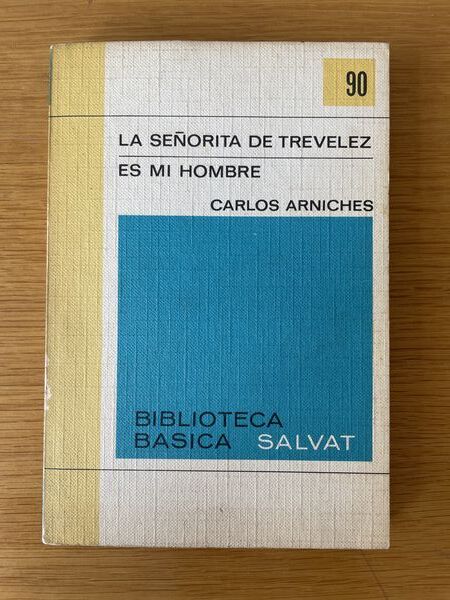 90
LA SEÑORITA DE TREVELEZ
ES MI HOMBRE
CARLOS ARNICHES
BIBLIOTECA
BASICA SALVAT